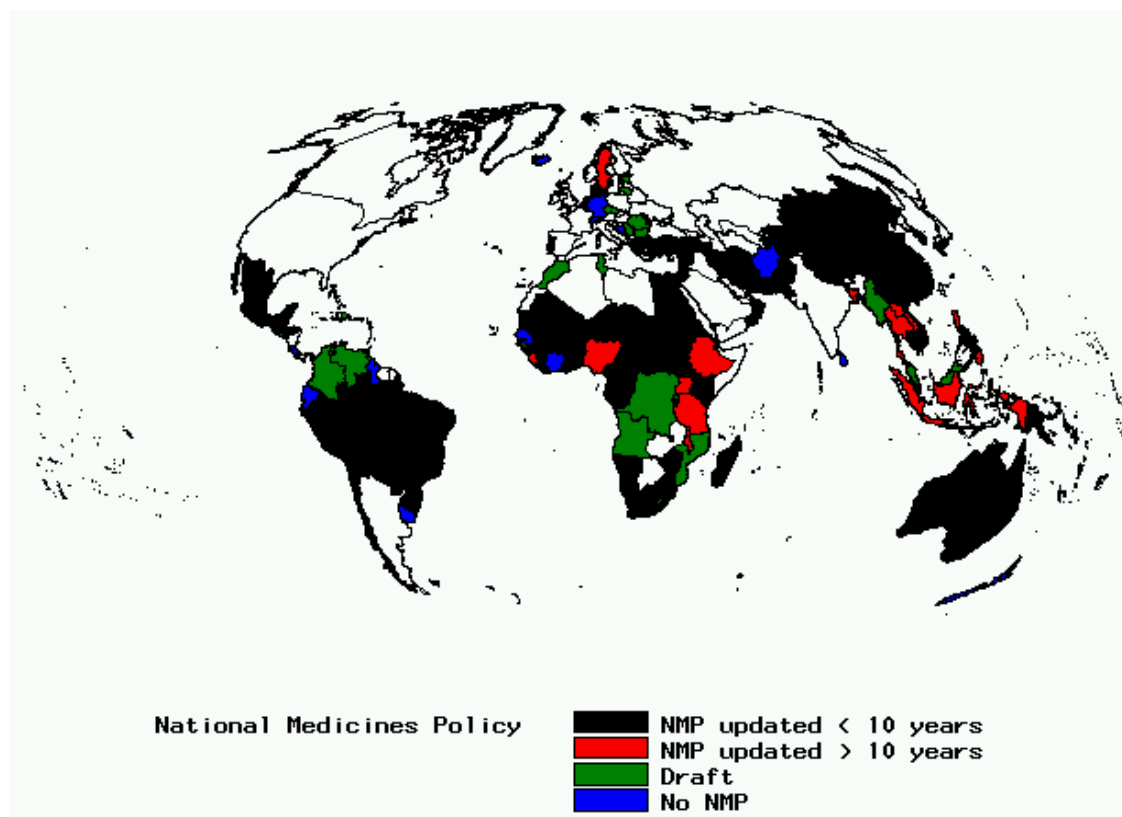 National Medicines Policy
NMP updated < 10 years
NMP updated > 10 years
Draft
No NMP